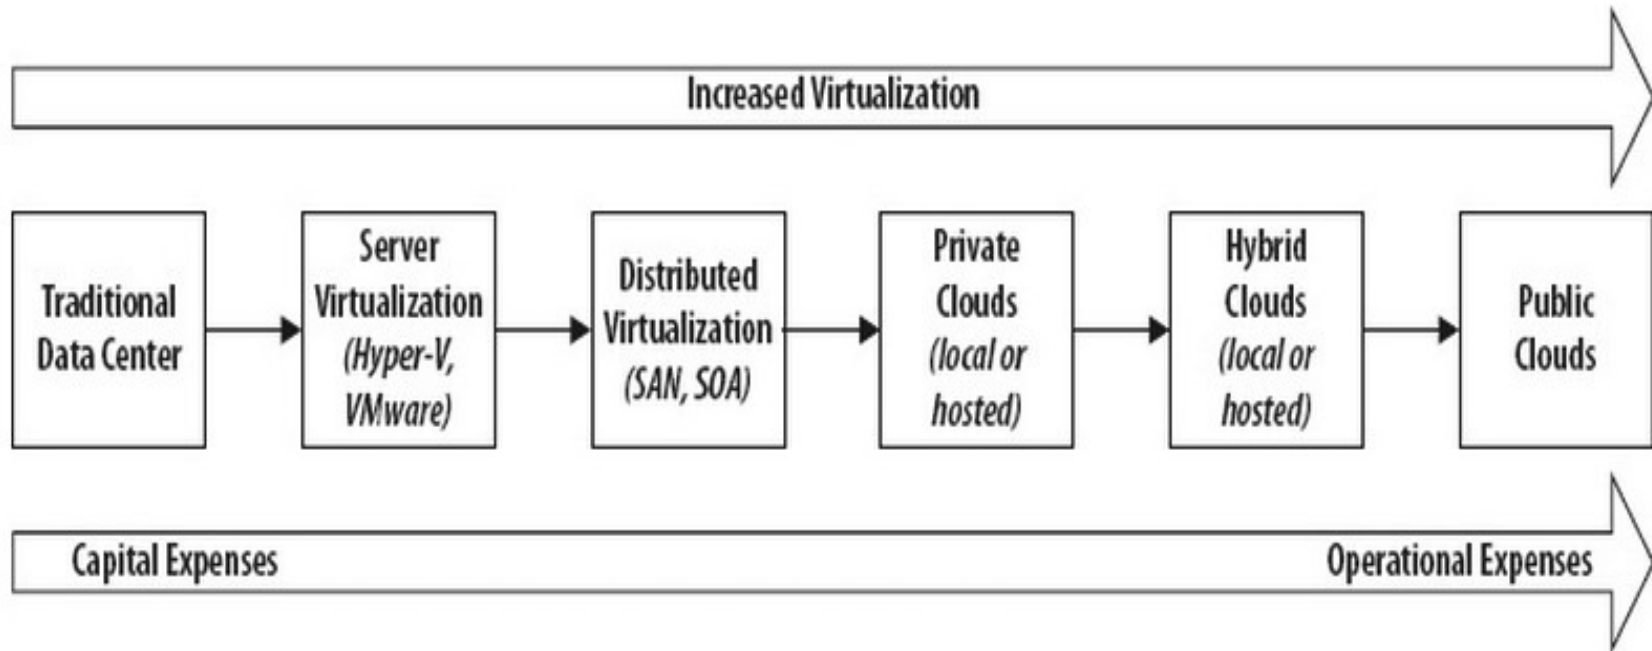 Increased Virtualization
Traditional
Data Center
Server
Virtualization
(Hyper-V,
VMware)
Distributed
Virtualization
(SAN, SOA)
Private
Clouds
(local or
hosted)
Hybrid
Clouds
(local or
hosted)
Public
Clouds
Capital Expenses
Operational Expenses